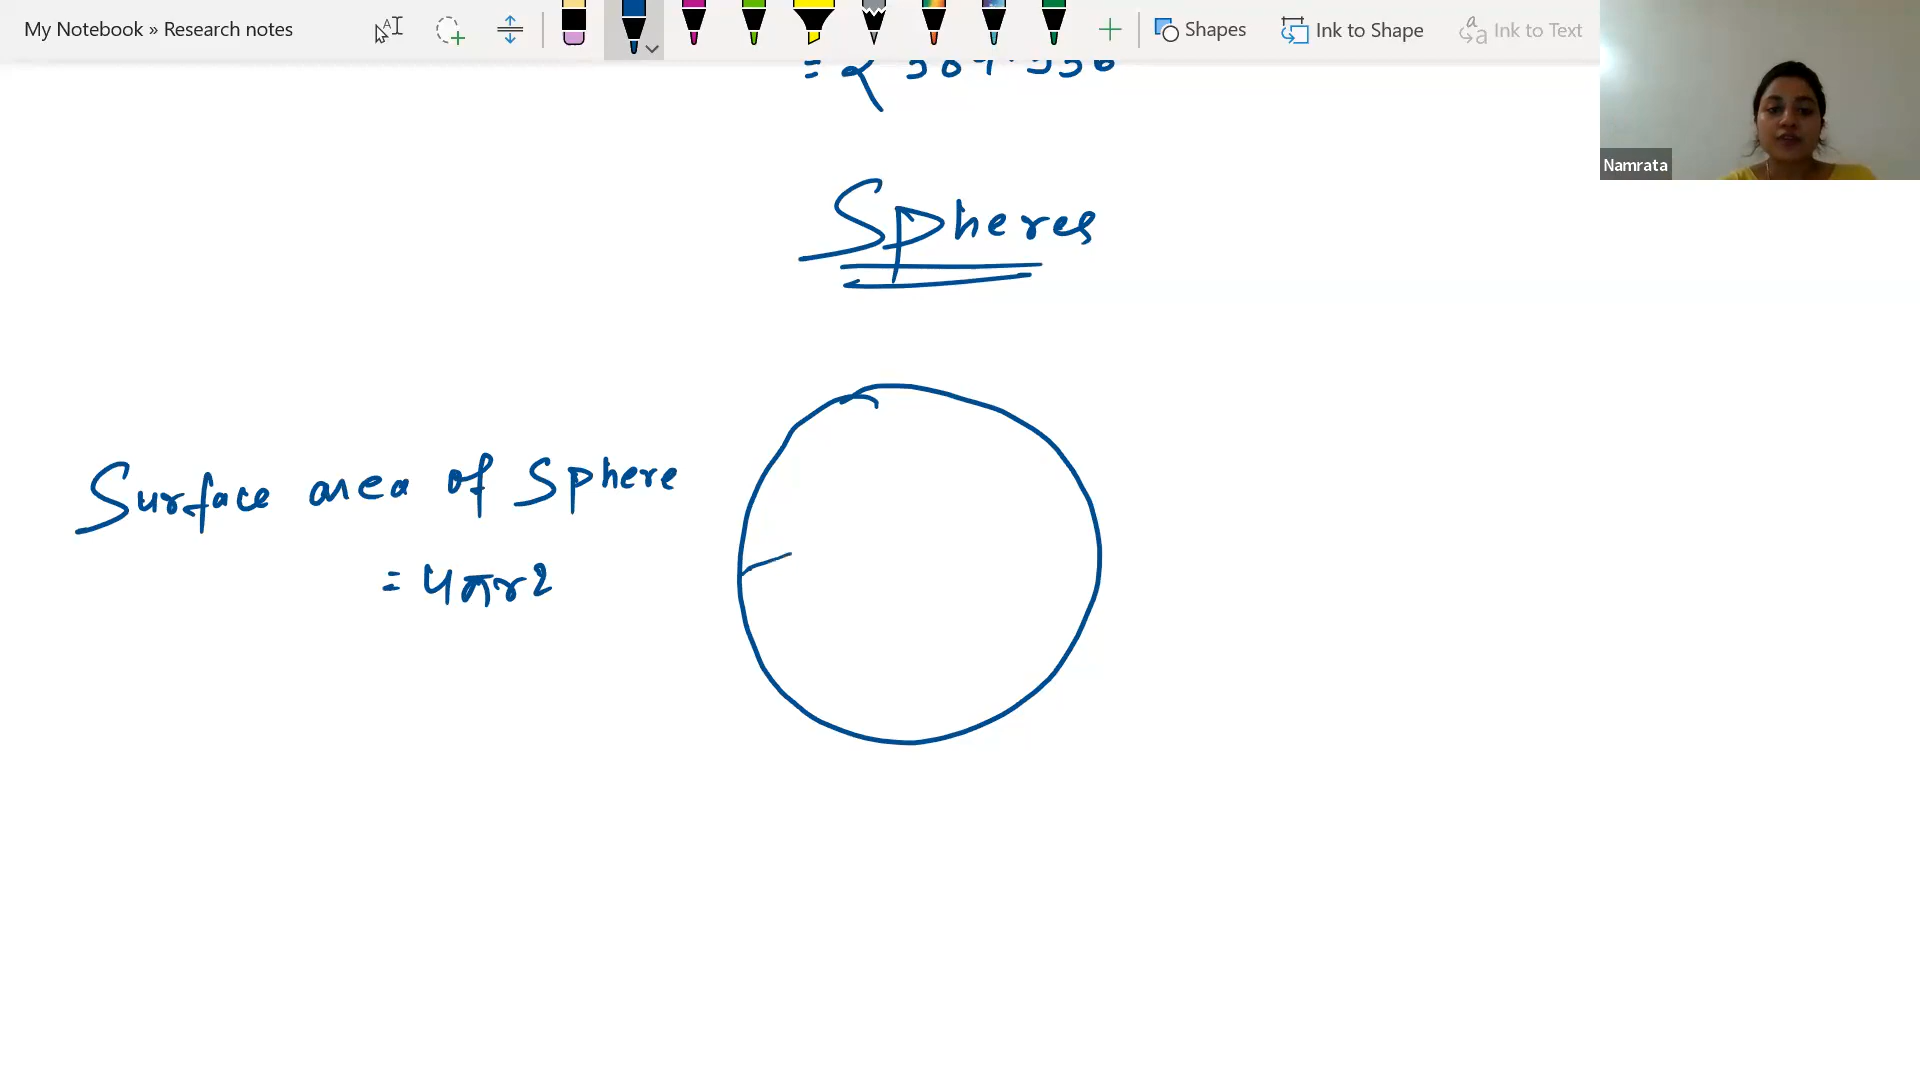 My Notebook » Research notes
Shapes
Ink to Shape
Ink to Text
Namrata
Spheres
Surface area of Sphere
= 4πr2